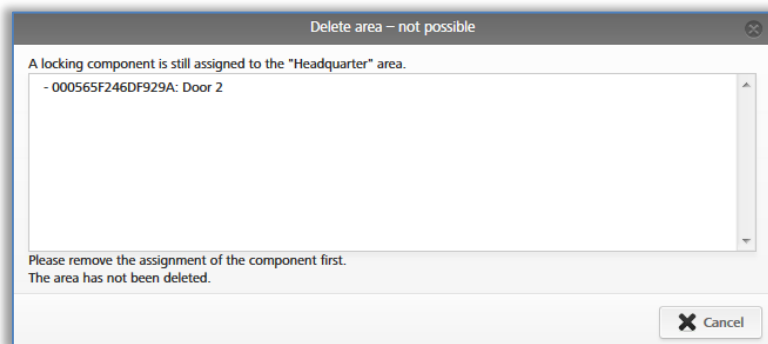 Delete area – not possible
A locking component is still assigned to the "Headquarter" area.
- 000565F246DF929A: Door 2
Please remove the assignment of the component first.
The area has not been deleted.
Cancel